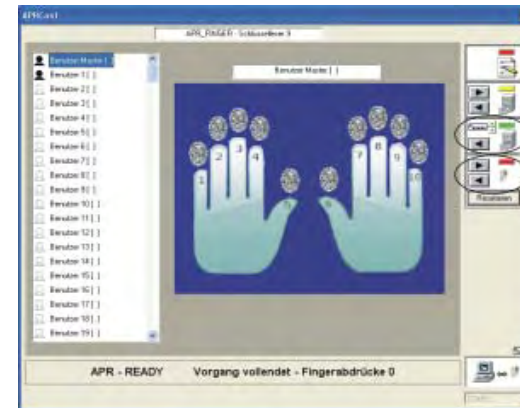 APRCast
APR_FINGER - Schlüsselleser 3
Benutzer Master [ ]
Benutzer 1 [ ]
Benutzer 2 [ ]
Benutzer 3 [ ]
Benutzer 4 [ ]
Benutzer 5 [ ]
Benutzer 6 [ ]
Benutzer 7 [ ]
Benutzer 8 [ ]
Benutzer 9 [ ]
Benutzer 10 [ ]
Benutzer 11 [ ]
Benutzer 12 [ ]
Benutzer 13 [ ]
Benutzer 14 [ ]
Benutzer 15 [ ]
Benutzer 16 [ ]
Benutzer 17 [ ]
Benutzer 18 [ ]
Benutzer 19 [ ]
Benutzer Master [ ]
1 2 3 4 5 6 7 8 9 10
APR - READY Vorgang vollendet - Fingerabdrücke 0